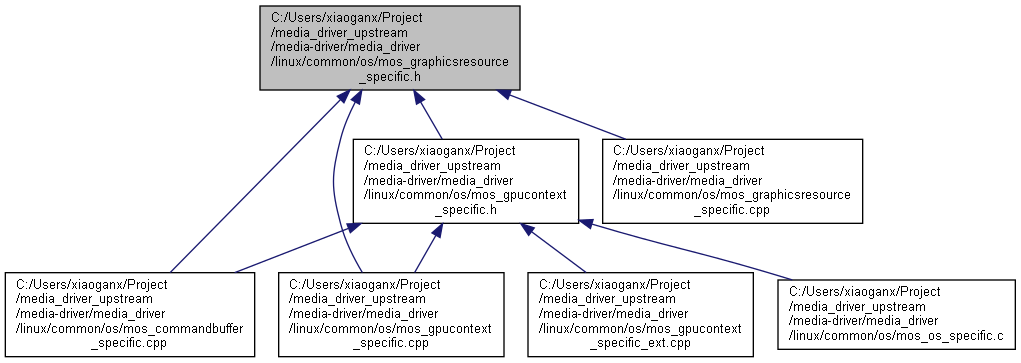 C:/Users/xiaoganx/Project
/media_driver_upstream
/media-driver/media_driver
/linux/common/os/mos_graphicsresource
_specific.h
C:/Users/xiaoganx/Project
/media_driver_upstream
/media-driver/media_driver
/linux/common/os/mos_gpucontext
_specific.h
C:/Users/xiaoganx/Project
/media_driver_upstream
/media-driver/media_driver
/linux/common/os/mos_graphicsresource
_specific.cpp
C:/Users/xiaoganx/Project
/media_driver_upstream
/media-driver/media_driver
/linux/common/os/mos_commandbuffer
_specific.cpp
C:/Users/xiaoganx/Project
/media_driver_upstream
/media-driver/media_driver
/linux/common/os/mos_gpucontext
_specific.cpp
C:/Users/xiaoganx/Project
/media_driver_upstream
/media-driver/media_driver
/linux/common/os/mos_gpucontext
_specific_ext.cpp
C:/Users/xiaoganx/Project
/media_driver_upstream
/media-driver/media_driver
/linux/common/os/mos_os_specific.c